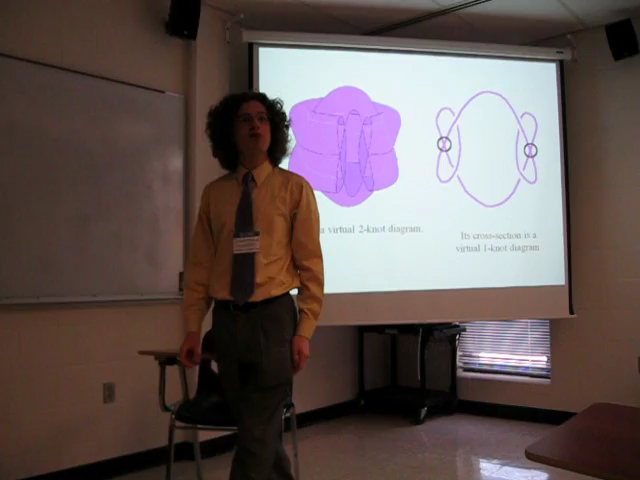 a virtual 2-knot diagram.
Its cross-section is a
virtual 1-knot diagram